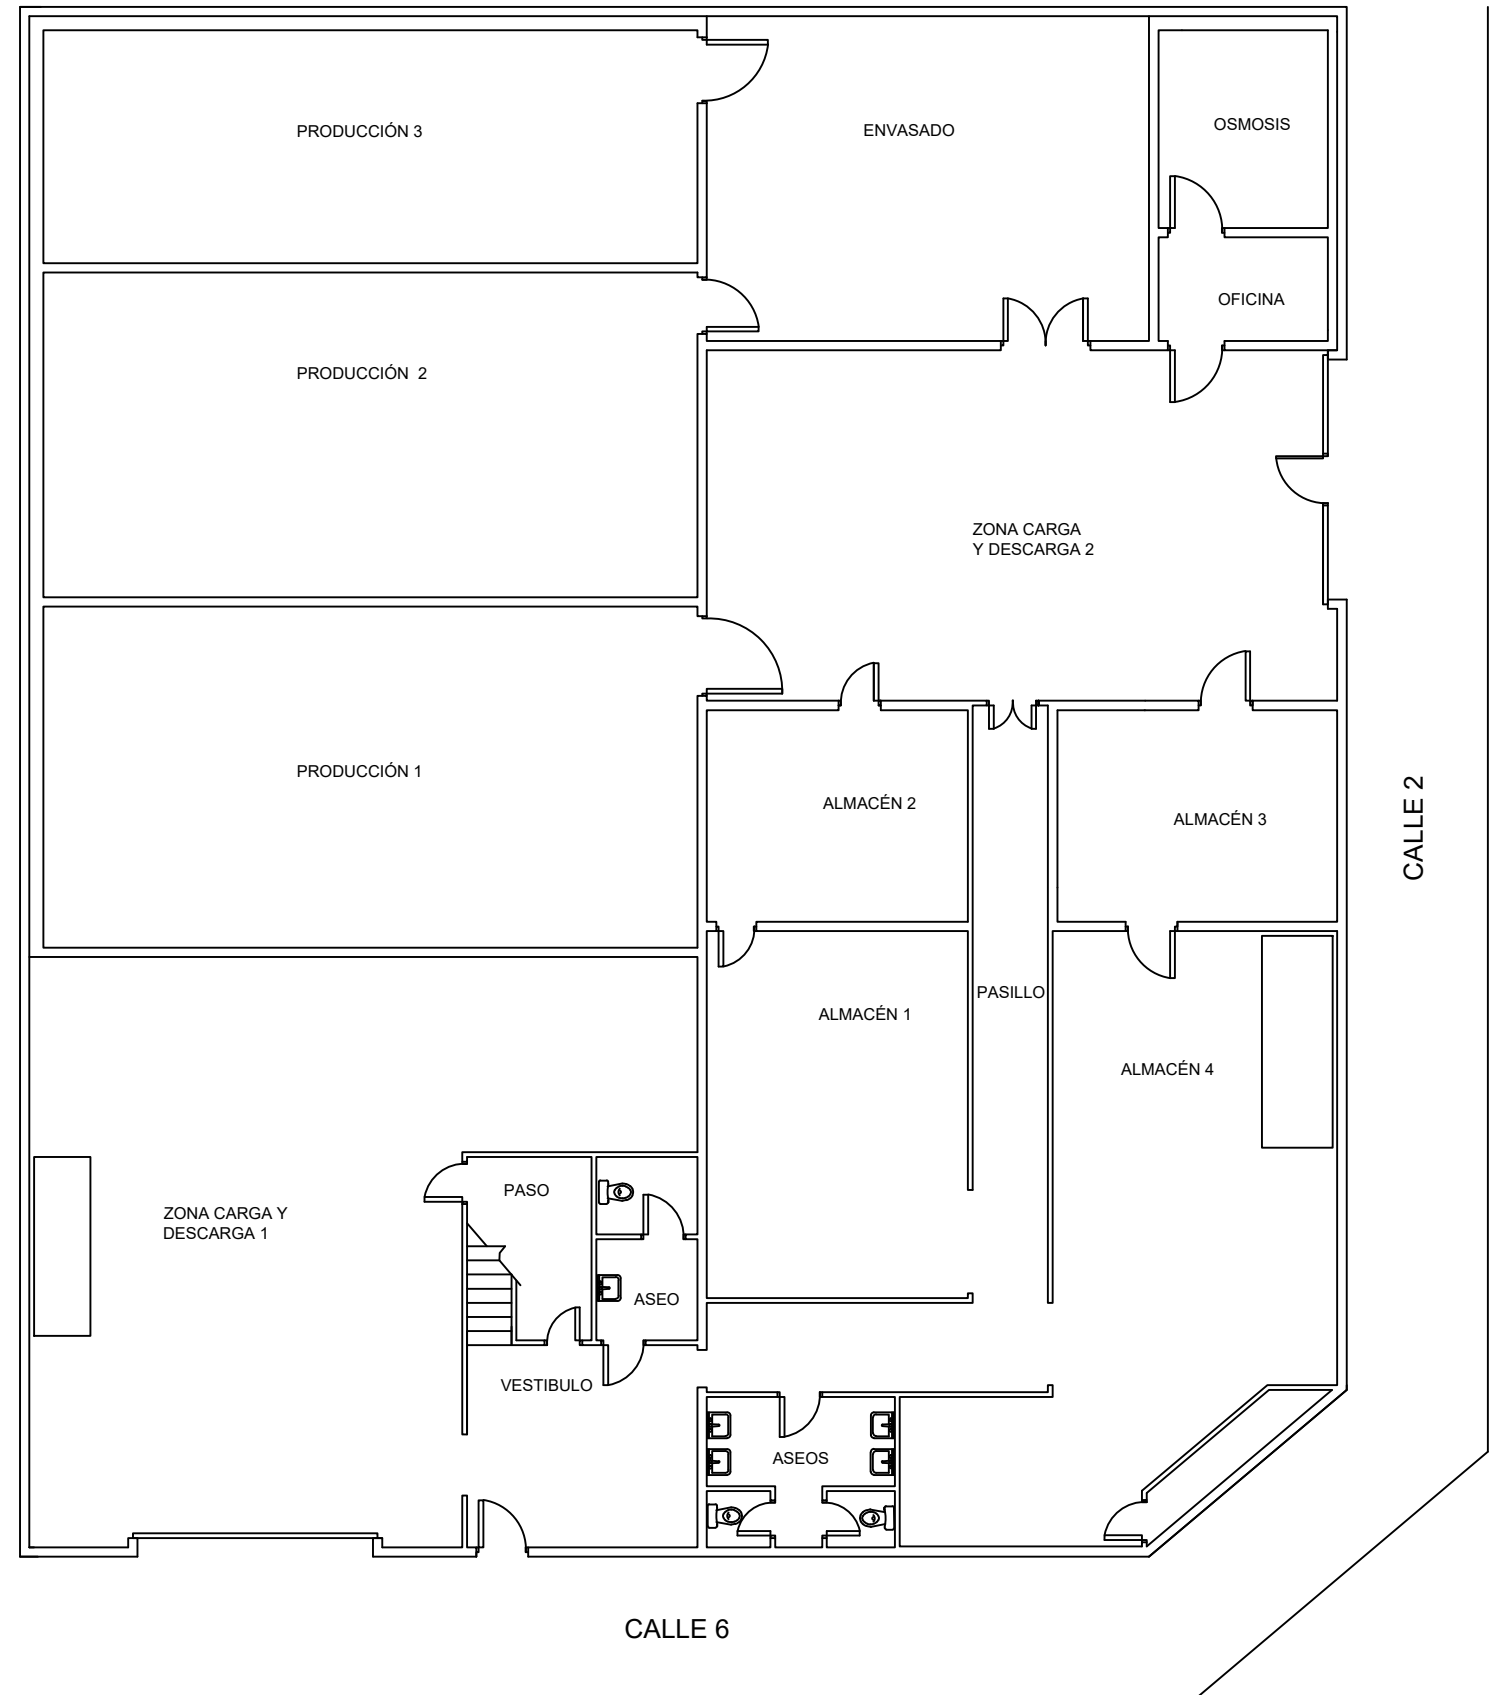 PRODUCCIÓN 3
ENVASADO
OSMOSIS
OFICINA
PRODUCCIÓN 2
ZONA CARGA
Y DESCARGA 2
PRODUCCIÓN 1
ALMACÉN 2
ALMACÉN 3
CALLE 2
PASILLO
ALMACÉN 1
ALMACÉN 4
PASO
ZONA CARGA Y
DESCARGA 1
ASEO
VESTIBULO
ASEOS
CALLE 6